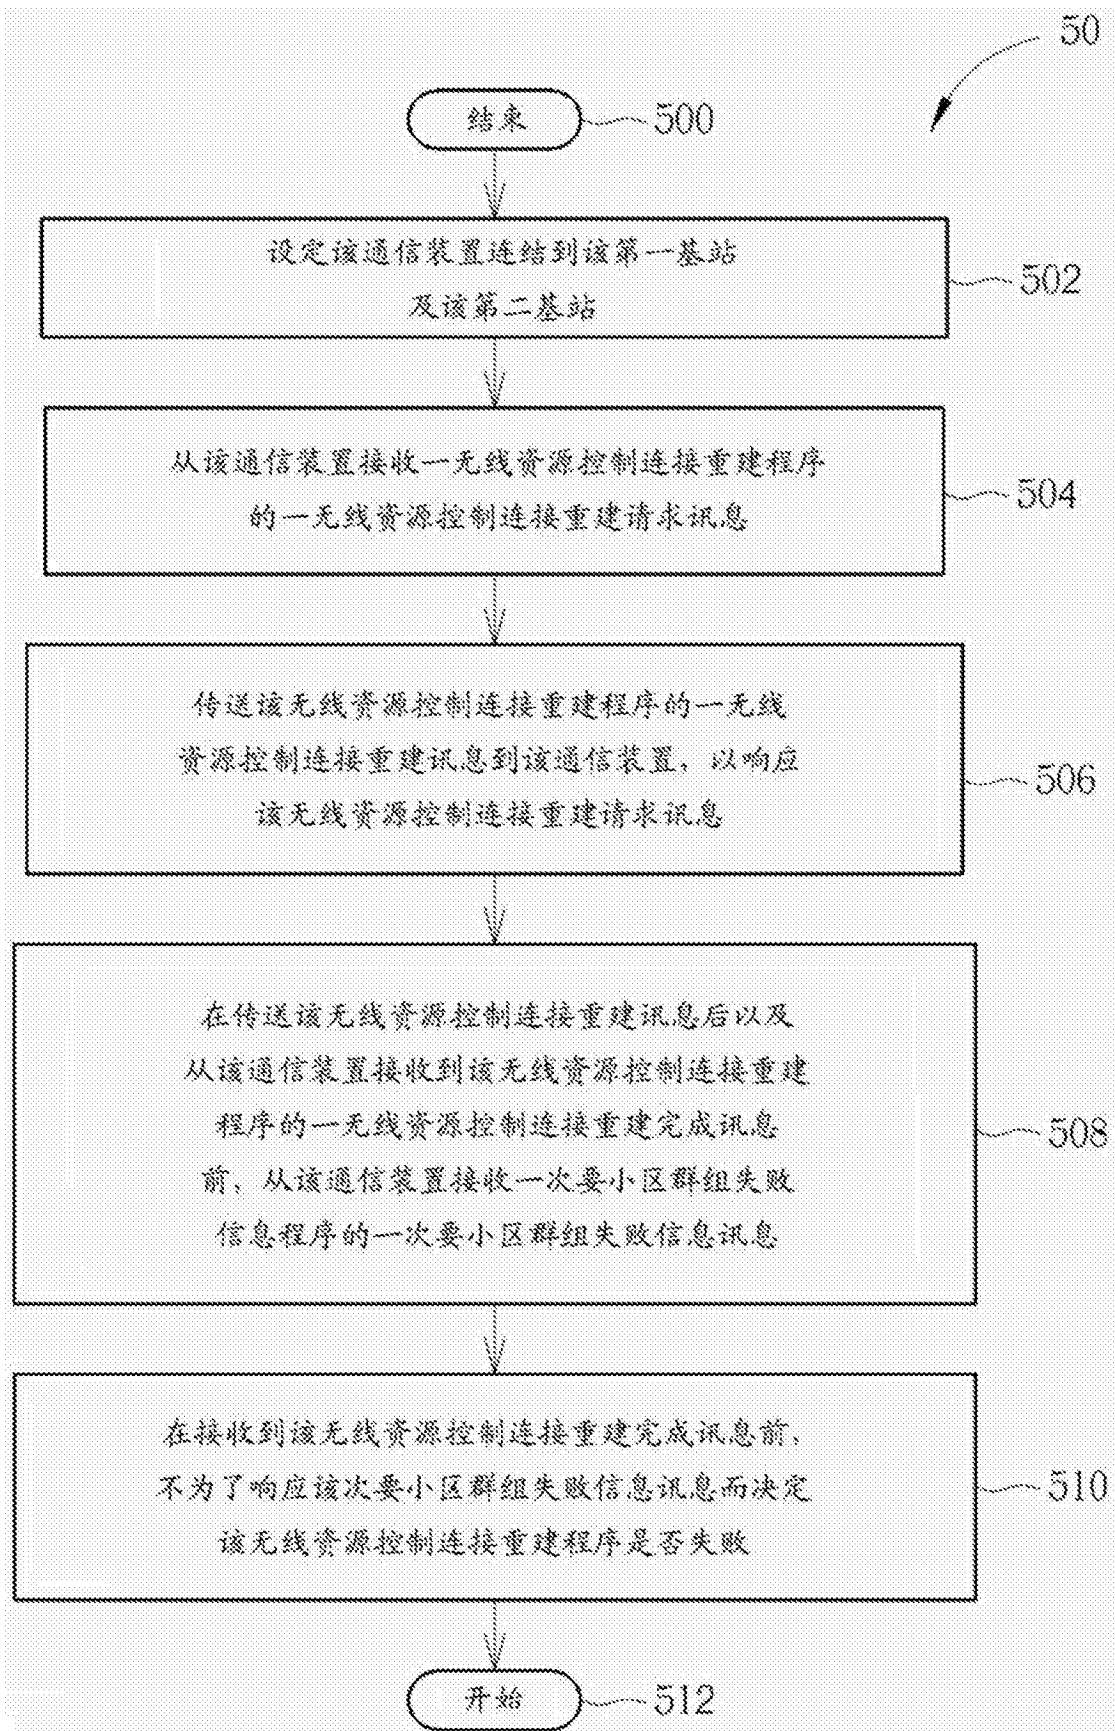 50
结束
500
设定该通信装置连结到该第一基站
及该第二基站
502
从该通信装置接收一无线资源控制连接重建程序
的一无线资源控制连接重建请求讯息
504
传送该无线资源控制连接重建程序的一无线
资源控制连接重建讯息到该通信装置，以响应
该无线资源控制连接重建请求讯息
506
在传送该无线资源控制连接重建讯息后以及
从该通信装置接收到该无线资源控制连接重建
程序的一无线资源控制连接重建完成讯息
前，从该通信装置接收一次要小区群组失败
信息程序的一次要小区群组失败信息讯息
508
在接收到该无线资源控制连接重建完成讯息前，
不为了响应该次要小区群组失败信息讯息而决定
该无线资源控制连接重建程序是否失败
510
开始
512